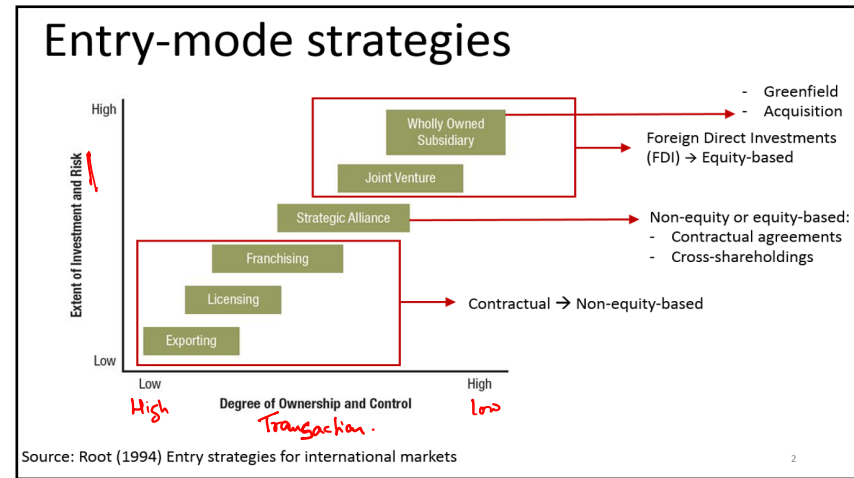 Entry-mode strategies
High
Extent of Investment and Risk
Low
Wholly Owned
Subsidiary
Joint Venture
Strategic Alliance
Franchising
Licensing
Exporting
- Greenfield
- Acquisition
Foreign Direct Investments
(FDI) → Equity-based
Non-equity or equity-based:
- Contractual agreements
- Cross-shareholdings
Contractual → Non-equity-based
Low
High
High
Degree of Ownership and Control
low
Transaction.
Source: Root (1994) Entry strategies for international markets
2